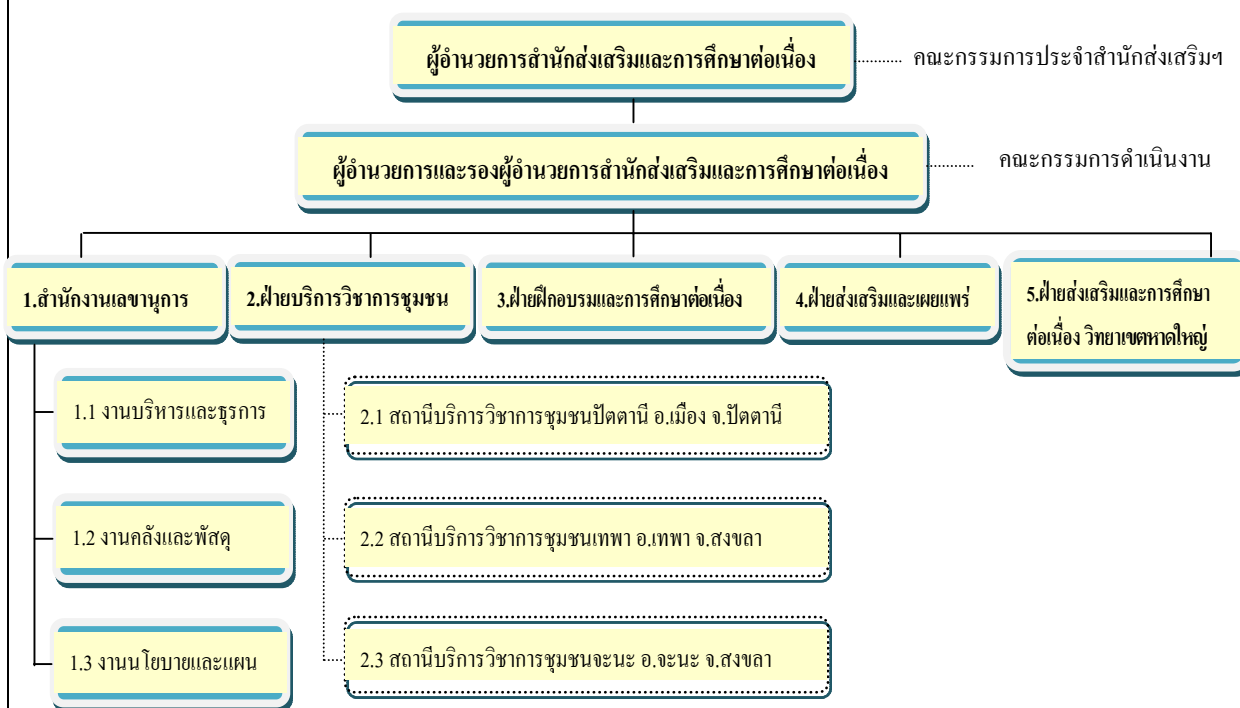 ผู้อำนวยการสำนักส่งเสริมและการศึกษาต่อเนื่อง
คณะกรรมการประจำสำนักส่งเสริมฯ
ผู้อำนวยการและรองผู้อำนวยการสำนักส่งเสริมและการศึกษาต่อเนื่อง
คณะกรรมการดำเนินงาน
1.สำนักงานเลขานุการ
2.ฝ่ายบริการวิชาการชุมชน
3.ฝ่ายฝึกอบรมและการศึกษาต่อเนื่อง
4.ฝ่ายส่งเสริมและเผยแพร่
5.ฝ่ายส่งเสริมและการศึกษา
ต่อเนื่อง วิทยาเขตหาดใหญ่
1.1 งานบริหารและธุรการ
2.1 สถานีบริการวิชาการชุมชนปัตตานี อ.เมือง จ.ปัตตานี
1.2 งานคลังและพัสดุ
2.2 สถานีบริการวิชาการชุมชนเทพา อ.เทพา จ.สงขลา
1.3 งานนโยบายและแผน
2.3 สถานีบริการวิชาการชุมชนจะนะ อ.จะนะ จ.สงขลา